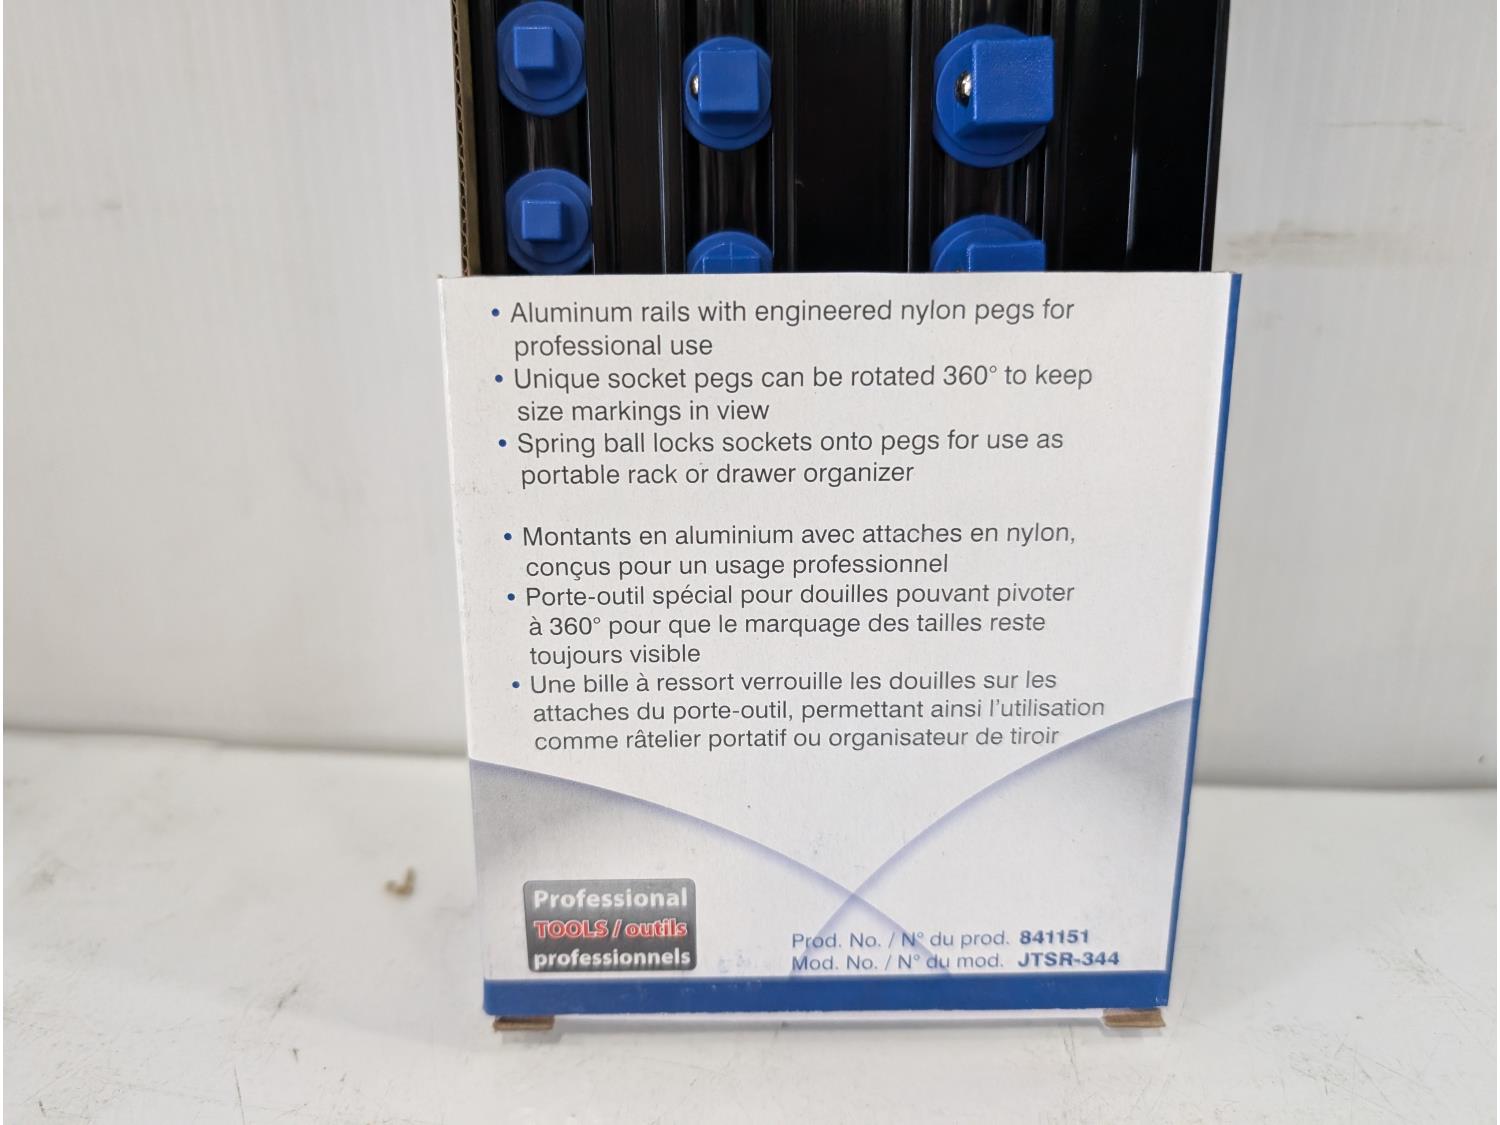 • Aluminum rails with engineered nylon pegs for
professional use
• Unique socket pegs can be rotated 360° to keep
size markings in view
• Spring ball locks sockets onto pegs for use as
portable rack or drawer organizer
• Montants en aluminium avec attaches en nylon,
conçus pour un usage professionnel
• Porte-outil spécial pour douilles pouvant pivoter
à 360° pour que le marquage des tailles reste
toujours visible
• Une bille à ressort verrouille les douilles sur les
attaches du porte-outil, permettant ainsi l'utilisation
comme râtelier portatif ou organisateur de tiroir
Professional
TOOLS / outils
professionnels
Prod. No. / N° du prod. 841151
Mod. No. / N° du mod. JTSR-344